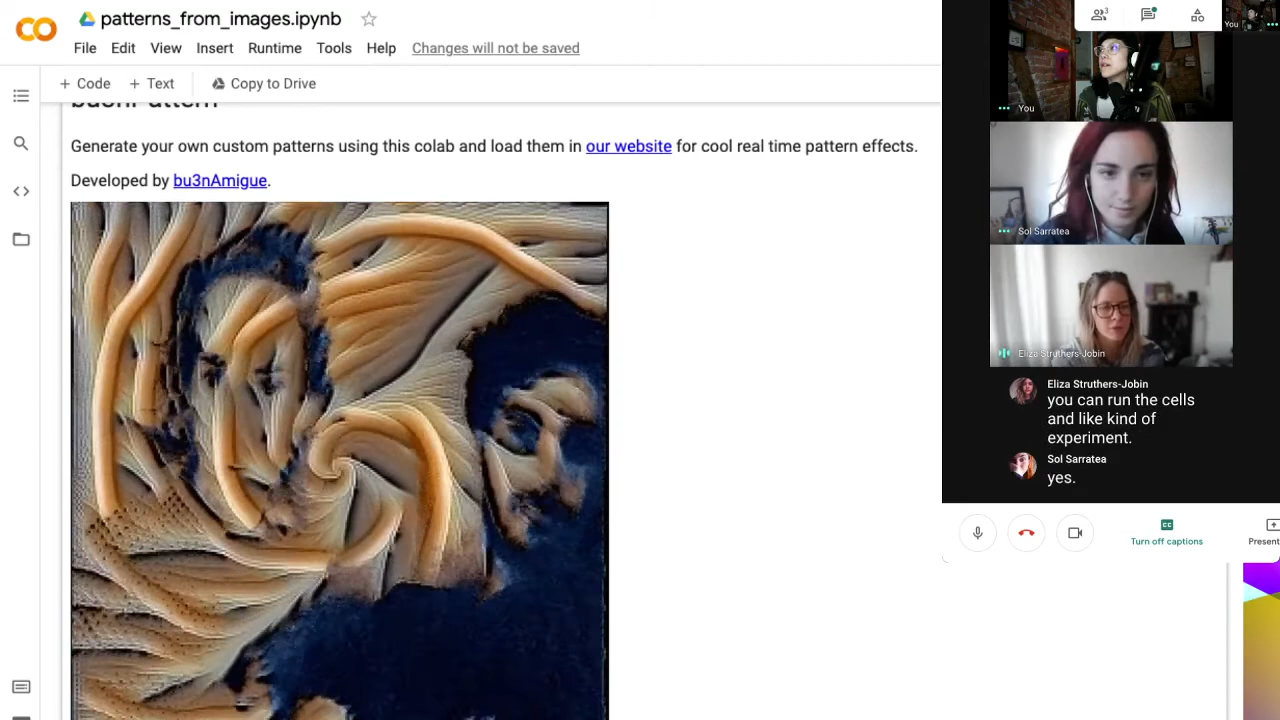 patterns_from_images.ipynb
File Edit View Insert Runtime Tools Help Changes will not be saved
+ Code + Text Copy to Drive
Generate your own custom patterns using this colab and load them in our website for cool real time pattern effects.
Developed by bu3nAmigue.
3
You
You
Sol Sarratea
Eliza Struthers-Jobin
Eliza Struthers-Jobin
you can run the cells
and like kind of
experiment.
Sol Sarratea
yes.
Turn off captions
Present